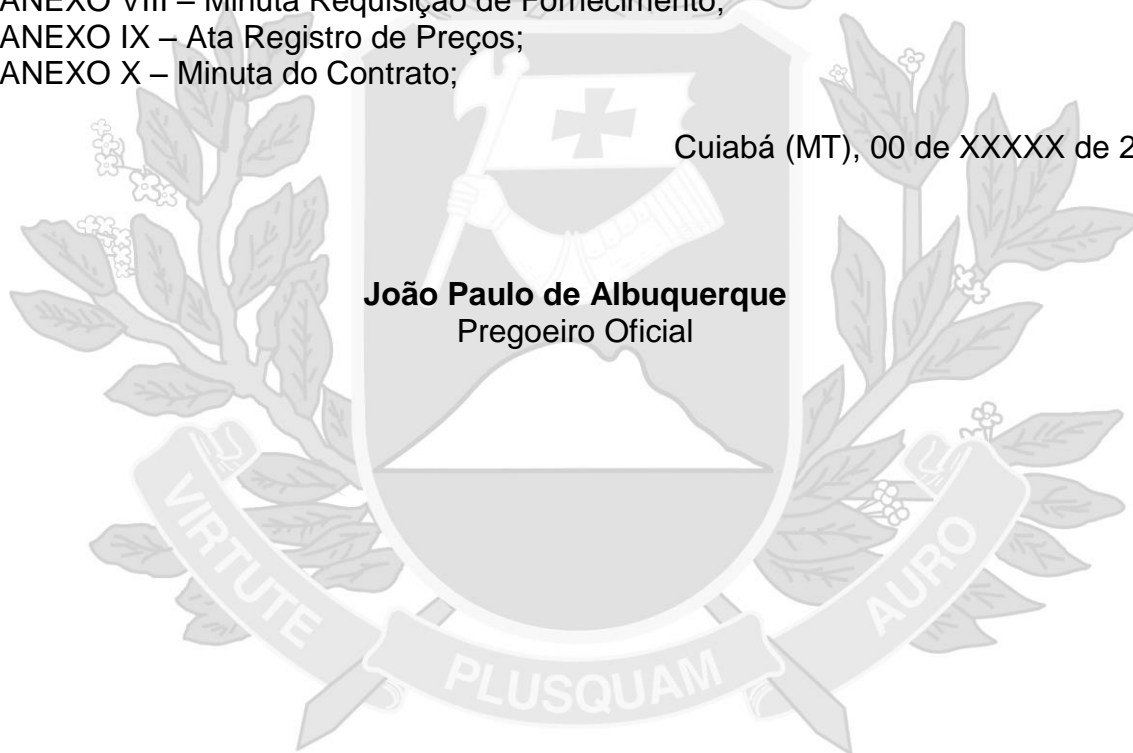 ANEXO VIII – Minuta Requisição de Fornecimento;
ANEXO IX – Ata Registro de Preços;
ANEXO X – Minuta do Contrato;
Cuiabá (MT), 00 de XXXXX de 2
João Paulo de Albuquerque
Pregoeiro Oficial
VIRTUTE
PLUSQUAM
AURO